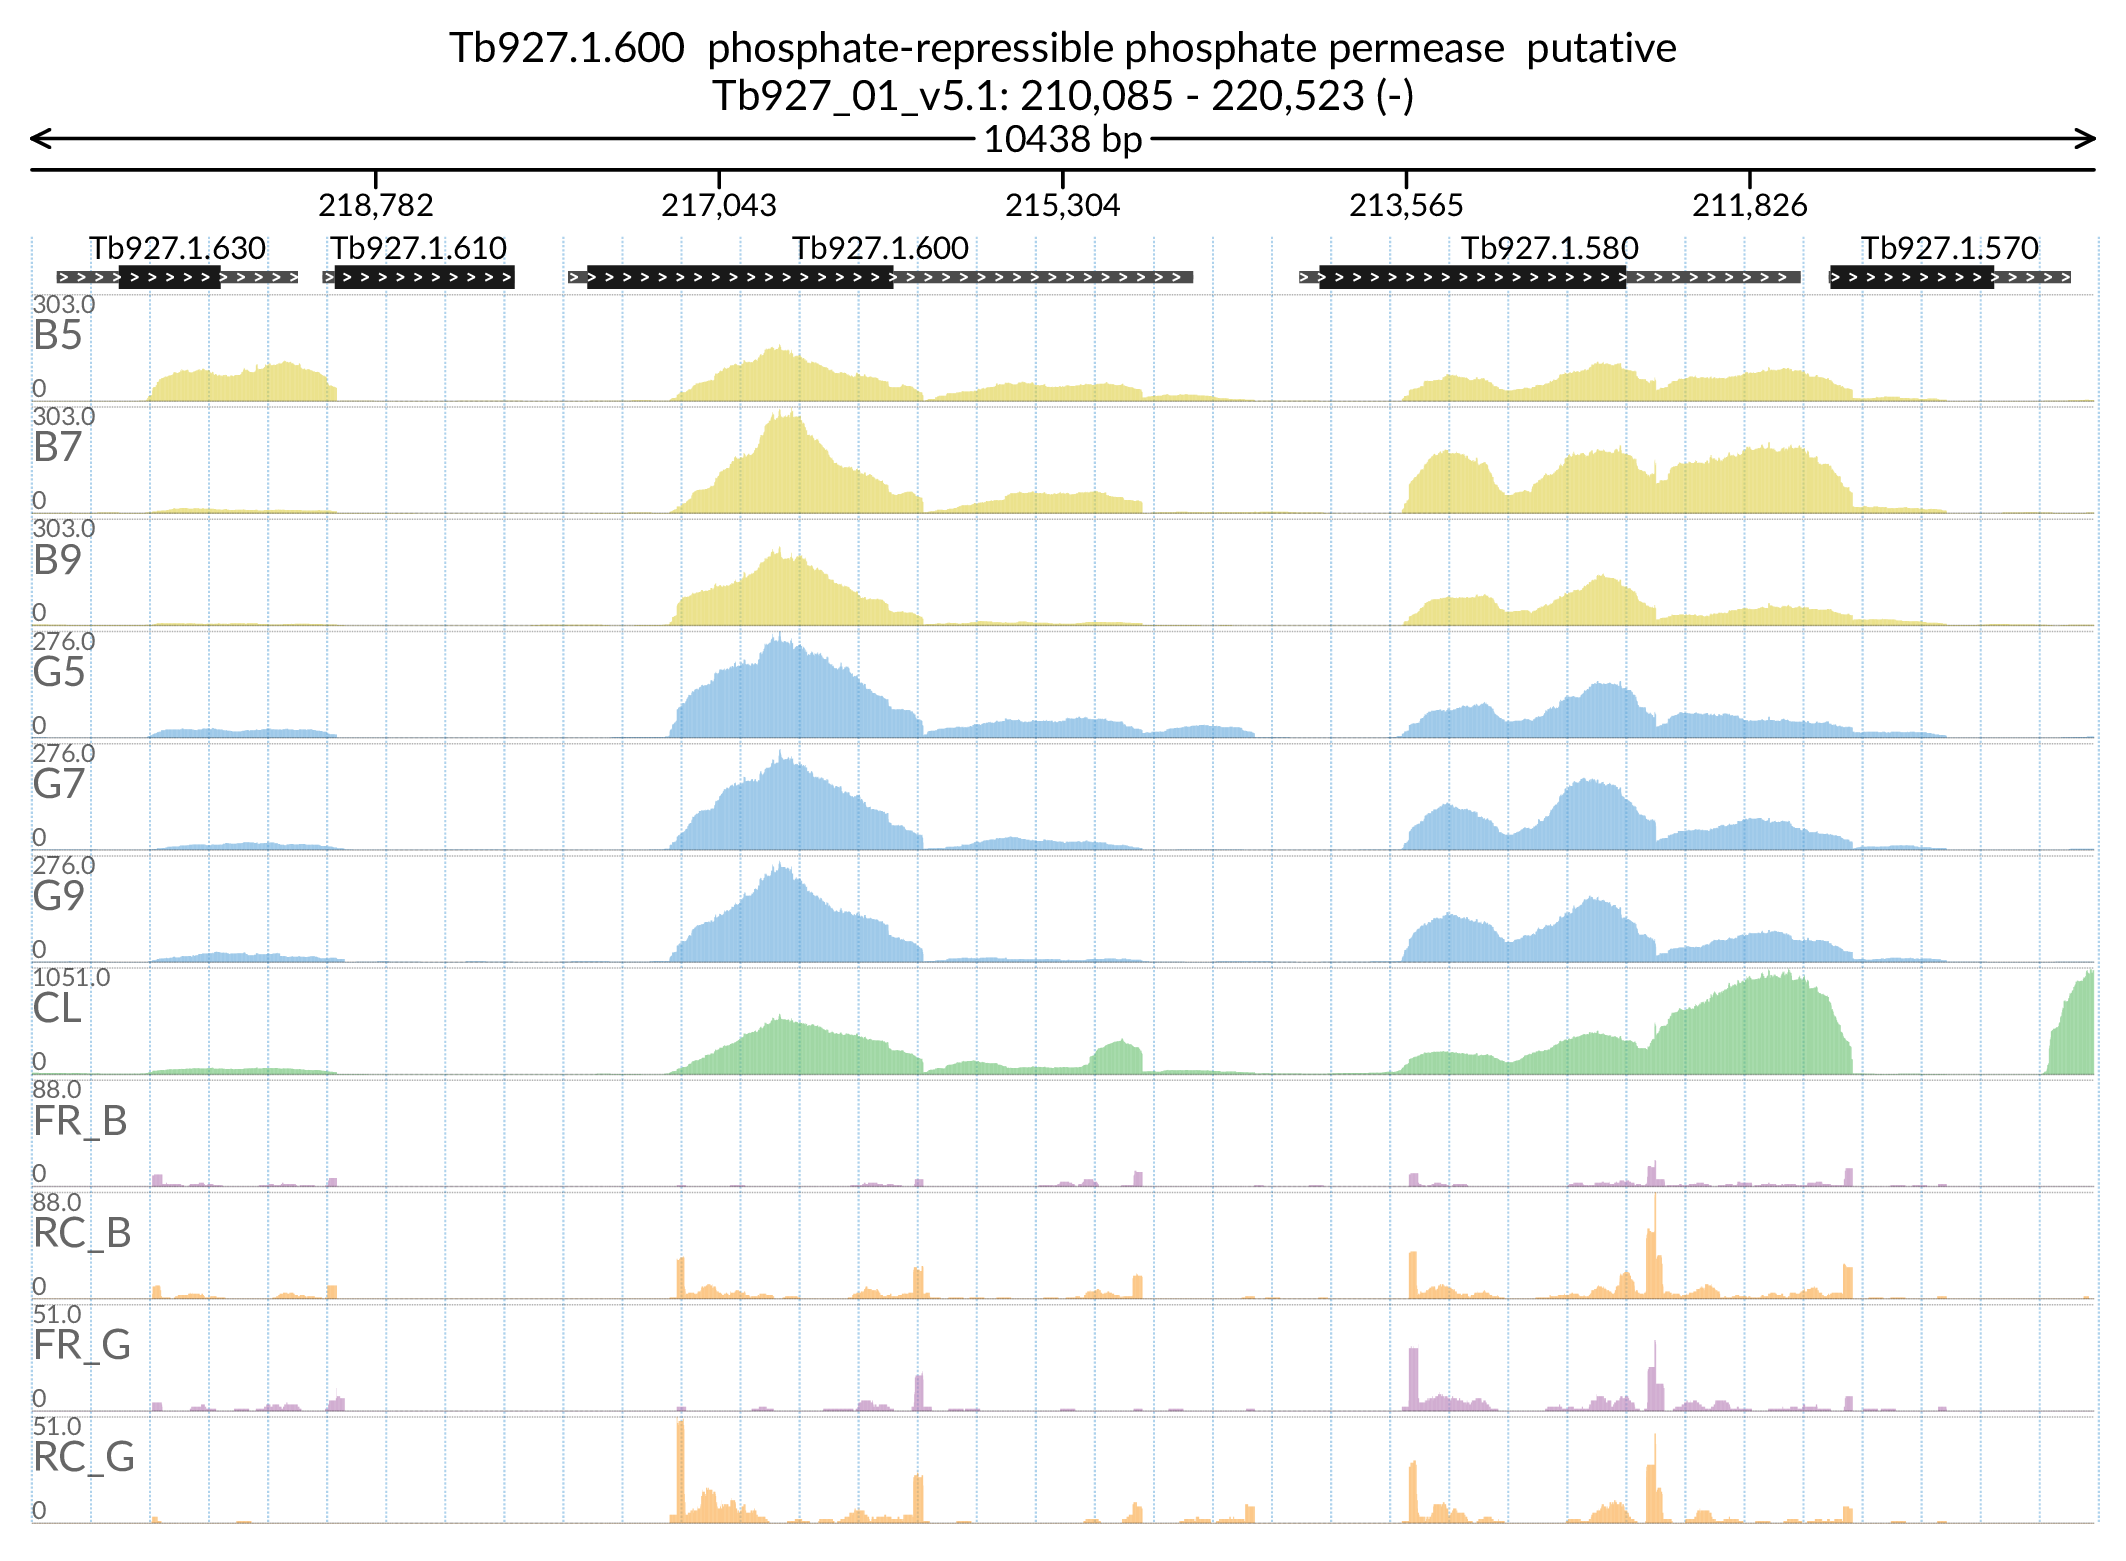 Tb927.1.600 phosphate-repressible phosphate permease putative
Tb927_01_v5.1: 210,085 - 220,523 (-)
10438 bp
218,782 217,043 215,304 213,565 211,826
Tb927.1.630 Tb927.1.610 Tb927.1.600 Tb927.1.580 Tb927.1.570
303.0
B5
0
303.0
B7
0
303.0
B9
0
276.0
G5
0
276.0
G7
0
276.0
G9
0
1051.0
CL
0
88.0
FR_B
0
88.0
RC_B
0
51.0
FR_G
0
51.0
RC_G
0